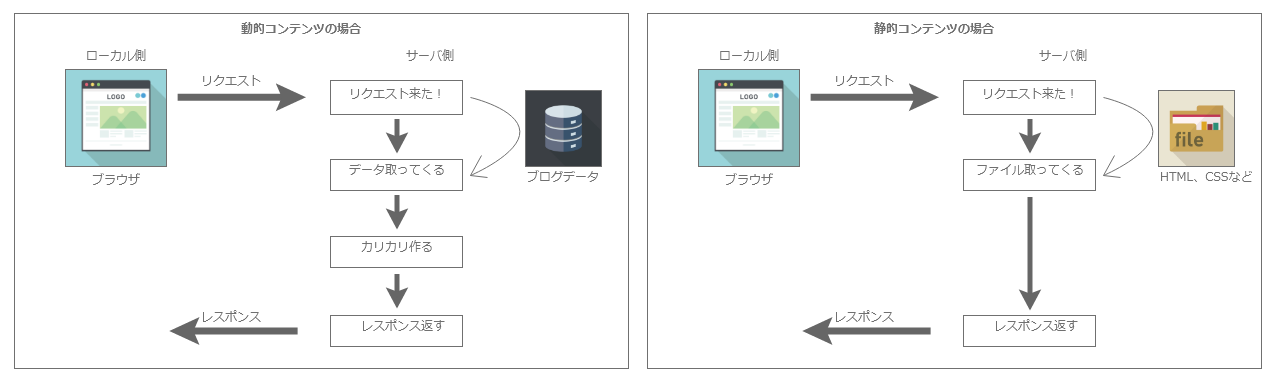 動的コンテンツの場合
ローカル側
サーバ側
LOGO
リクエスト
リクエスト来た！
データ取ってくる
ブラウザ
ブログデータ
カリカリ作る
レスポンス
レスポンス返す
静的コンテンツの場合
ローカル側
サーバ側
LOGO
リクエスト
リクエスト来た！
file
ファイル取ってくる
ブラウザ
HTML、CSSなど
レスポンス
レスポンス返す